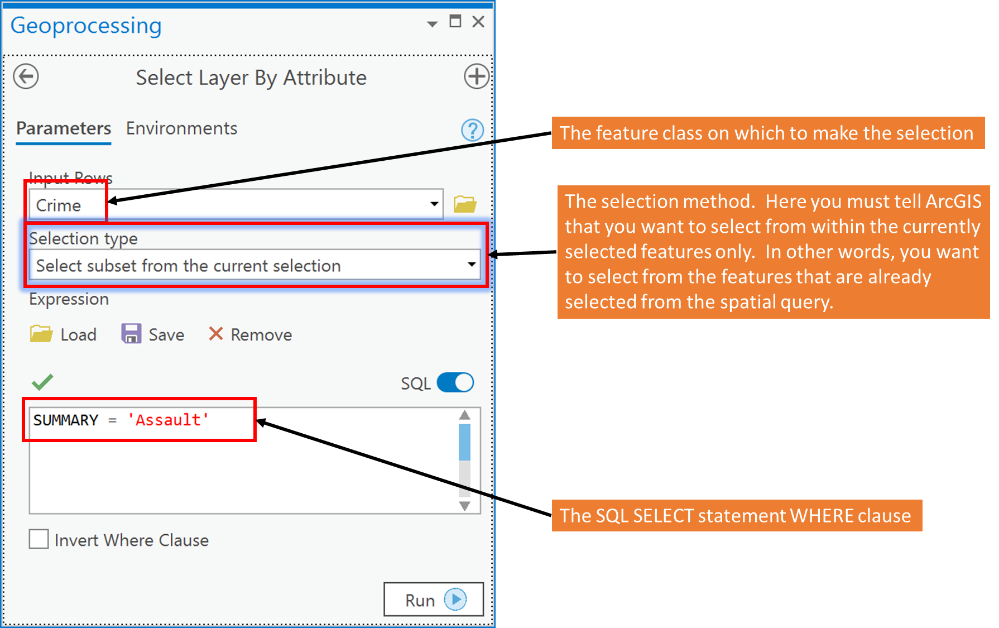 Geoprocessing
Select Layer By Attribute
Parameters Environments
?
Input Rows
Crime
Selection type
Select subset from the current selection
Expression
Load Save Remove
SQL
SUMMARY = 'Assault'
Invert Where Clause
Run
The feature class on which to make the selection
The selection method.  Here you must tell ArcGIS
that you want to select from within the currently
selected features only.  In other words, you want
to select from the features that are already
selected from the spatial query.
The SQL SELECT statement WHERE clause